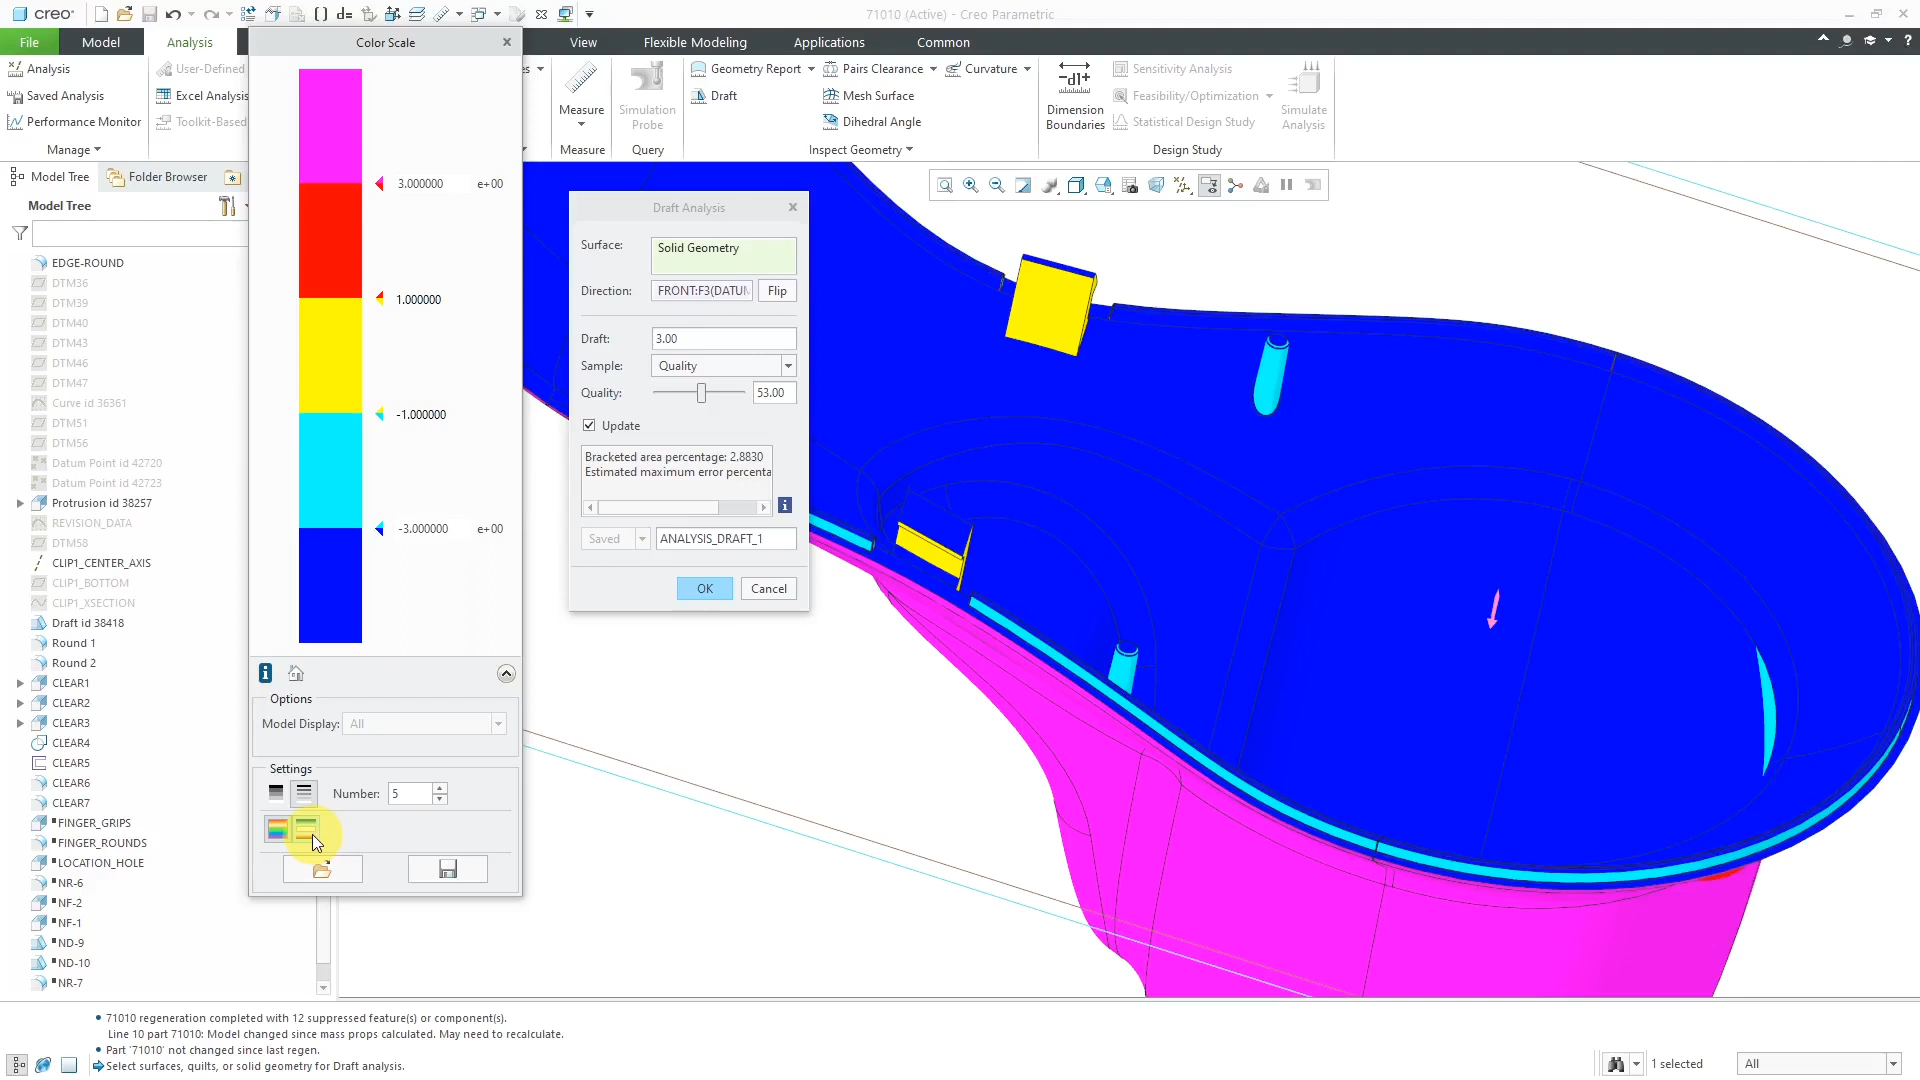 creo
71010 (Active) - Creo Parametric
File
Model
Analysis
View
Flexible Modeling
Applications
Common
Analysis
Saved Analysis
Performance Monitor
Manage
User-Defined
Excel Analysis
Toolkit-Based
Measure
Measure
Simulation
Probe
Query
Geometry Report
Draft
Pairs Clearance
Mesh Surface
Dihedral Angle
Curvature
Inspect Geometry
Dimension
Boundaries
Sensitivity Analysis
Feasibility/Optimization
Statistical Design Study
Simulate
Analysis
Design Study
Model Tree
Folder Browser
Model Tree
EDGE-ROUND
DTM36
DTM39
DTM40
DTM43
DTM46
DTM47
Curve id 36361
DTM51
DTM56
Datum Point id 42720
Datum Point id 42723
Protrusion id 38257
REVISION_DATA
DTM58
CLIP1_CENTER_AXIS
CLIP1_BOTTOM
CLIP1_XSECTION
Draft id 38418
Round 1
Round 2
CLEAR1
CLEAR2
CLEAR3
CLEAR4
CLEAR5
CLEAR6
CLEAR7
FINGER_GRIPS
FINGER_ROUNDS
LOCATION_HOLE
NR-6
NF-2
NF-1
ND-9
ND-10
NR-7
Color Scale
3.000000 e+00
1.000000
-1.000000
-3.000000 e+00
Options
Model Display: All
Settings
Number: 5
Draft Analysis
Surface: Solid Geometry
Direction: FRONT:F3(DATUM Flip
Draft: 3.00
Sample: Quality
Quality: 53.00
Update
Bracketed area percentage: 2.8830
Estimated maximum error percenta
Saved ANALYSIS_DRAFT_1
OK Cancel
71010 regeneration completed with 12 suppressed feature(s) or component(s).
Line 10 part 71010: Model changed since mass props calculated. May need to recalculate.
Part '71010' not changed since last regen.
Select surfaces, quilts, or solid geometry for Draft analysis.
1 selected
All